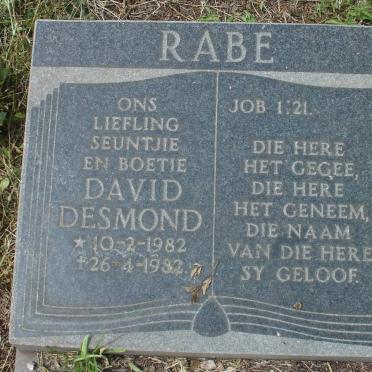 RABÉ
ONS
LIEFLING
SEUNTJIE
EN BOETIE
DAVID
DESMOND
★10-2-1982
✝26-4-1982
JOB 1:21.
DIE HERE
HET GEGEE,
DIE HERE
HET GENEEM,
DIE NAAM
VAN DIE HERE
SY GELOOF.